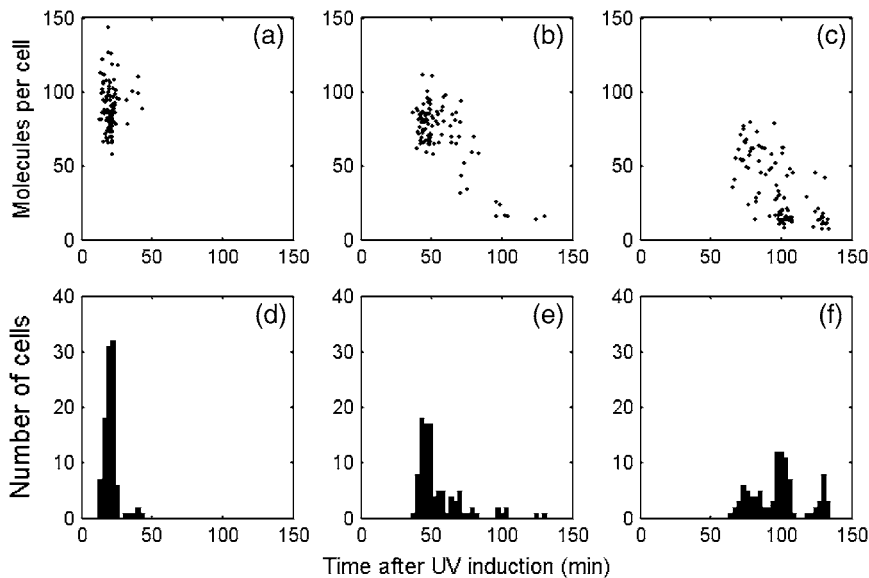 (a) (b) (c)
Molecules per cell
150 150 150
100 100 100
50 50 50
0 0 0
0 50 100 150 0 50 100 150 0 50 100 150
(d) (e) (f)
Number of cells
40 40 40
30 30 30
20 20 20
10 10 10
0 0 0
0 50 100 150 0 50 100 150 0 50 100 150
Time after UV induction (min)